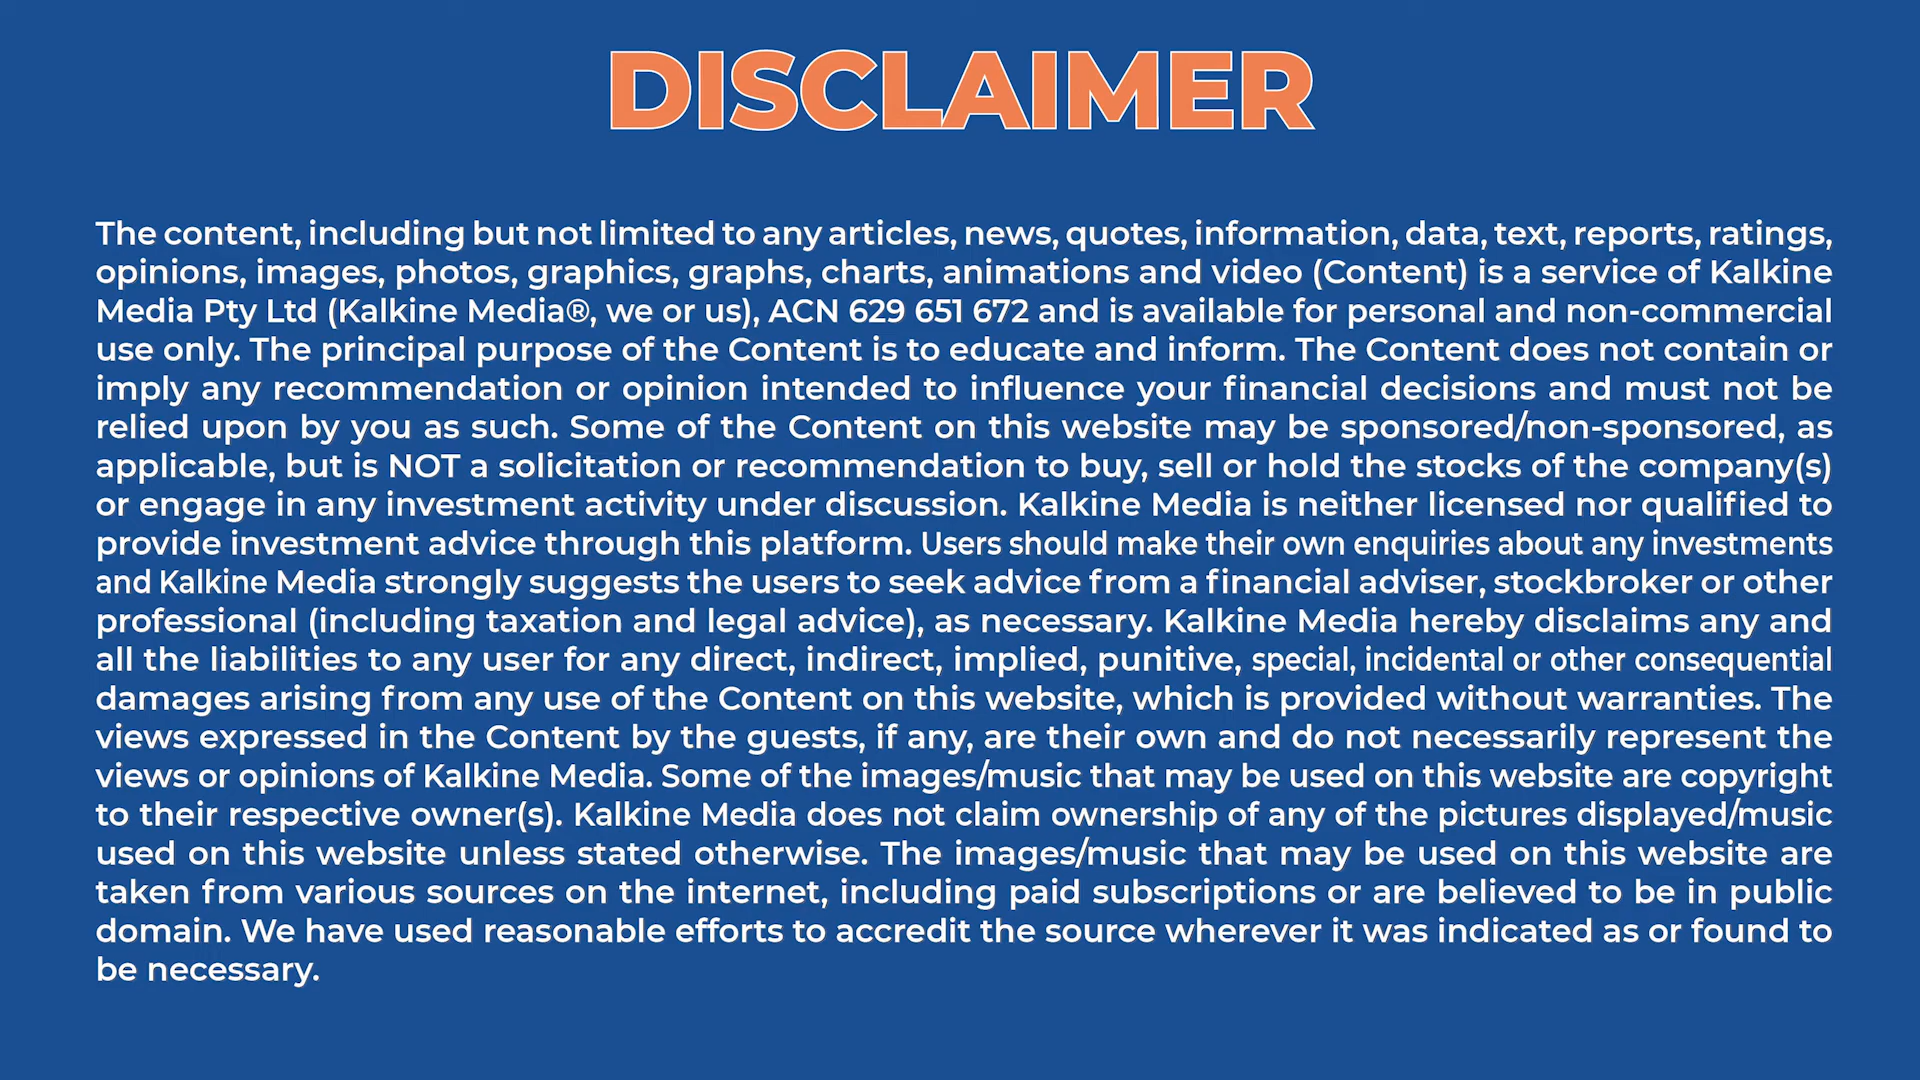 DISCLAIMER
The content, including but not limited to any articles, news, quotes, information, data, text, reports, ratings,
opinions, images, photos, graphics, graphs, charts, animations and video (Content) is a service of Kalkine
Media Pty Ltd (Kalkine Media®, we or us), ACN 629 651 672 and is available for personal and non-commercial
use only. The principal purpose of the Content is to educate and inform. The Content does not contain or
imply any recommendation or opinion intended to influence your financial decisions and must not be
relied upon by you as such. Some of the Content on this website may be sponsored/non-sponsored, as
applicable, but is NOT a solicitation or recommendation to buy, sell or hold the stocks of the company(s)
or engage in any investment activity under discussion. Kalkine Media is neither licensed nor qualified to
provide investment advice through this platform. Users should make their own enquiries about any investments
and Kalkine Media strongly suggests the users to seek advice from a financial adviser, stockbroker or other
professional (including taxation and legal advice), as necessary. Kalkine Media hereby disclaims any and
all the liabilities to any user for any direct, indirect, implied, punitive, special, incidental or other consequential
damages arising from any use of the Content on this website, which is provided without warranties. The
views expressed in the Content by the guests, if any, are their own and do not necessarily represent the
views or opinions of Kalkine Media. Some of the images/music that may be used on this website are copyright
to their respective owner(s). Kalkine Media does not claim ownership of any of the pictures displayed/music
used on this website unless stated otherwise. The images/music that may be used on this website are
taken from various sources on the internet, including paid subscriptions or are believed to be in public
domain. We have used reasonable efforts to accredit the source wherever it was indicated as or found to
be necessary.